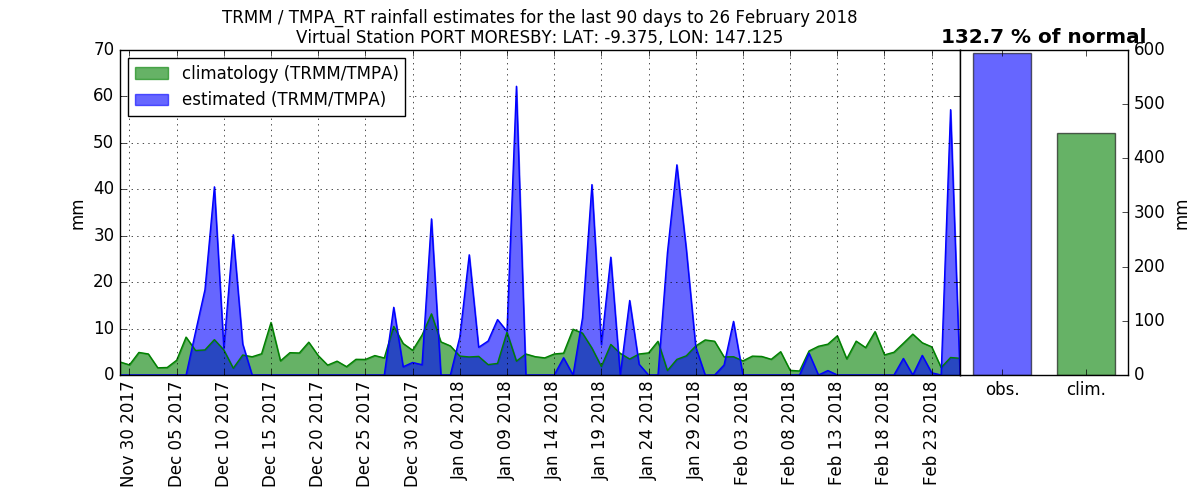 TRMM / TMPA_RT rainfall estimates for the last 90 days to 26 February 2018
Virtual Station PORT MORESBY: LAT: -9.375, LON: 147.125
132.7 % of normal
climatology (TRMM/TMPA)
estimated (TRMM/TMPA)
mm
70
60
50
40
30
20
10
0
Nov 30 2017
Dec 05 2017
Dec 10 2017
Dec 15 2017
Dec 20 2017
Dec 25 2017
Dec 30 2017
Jan 04 2018
Jan 09 2018
Jan 14 2018
Jan 19 2018
Jan 24 2018
Jan 29 2018
Feb 03 2018
Feb 08 2018
Feb 13 2018
Feb 18 2018
Feb 23 2018
obs.
clim.
600
500
400
300
200
100
0
mm